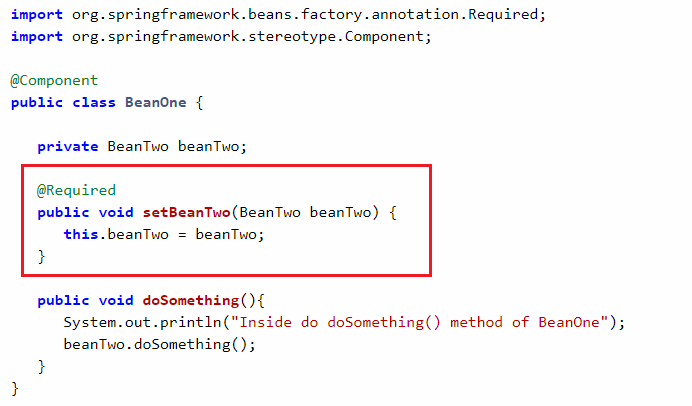 import org.springframework.beans.factory.annotation.Required;
import org.springframework.stereotype.Component;
@Component
public class BeanOne {
private BeanTwo beanTwo;
@Required
public void setBeanTwo(BeanTwo beanTwo) {
this.beanTwo = beanTwo;
}
public void doSomething(){
System.out.println("Inside do doSomething() method of BeanOne");
beanTwo.doSomething();
}
}